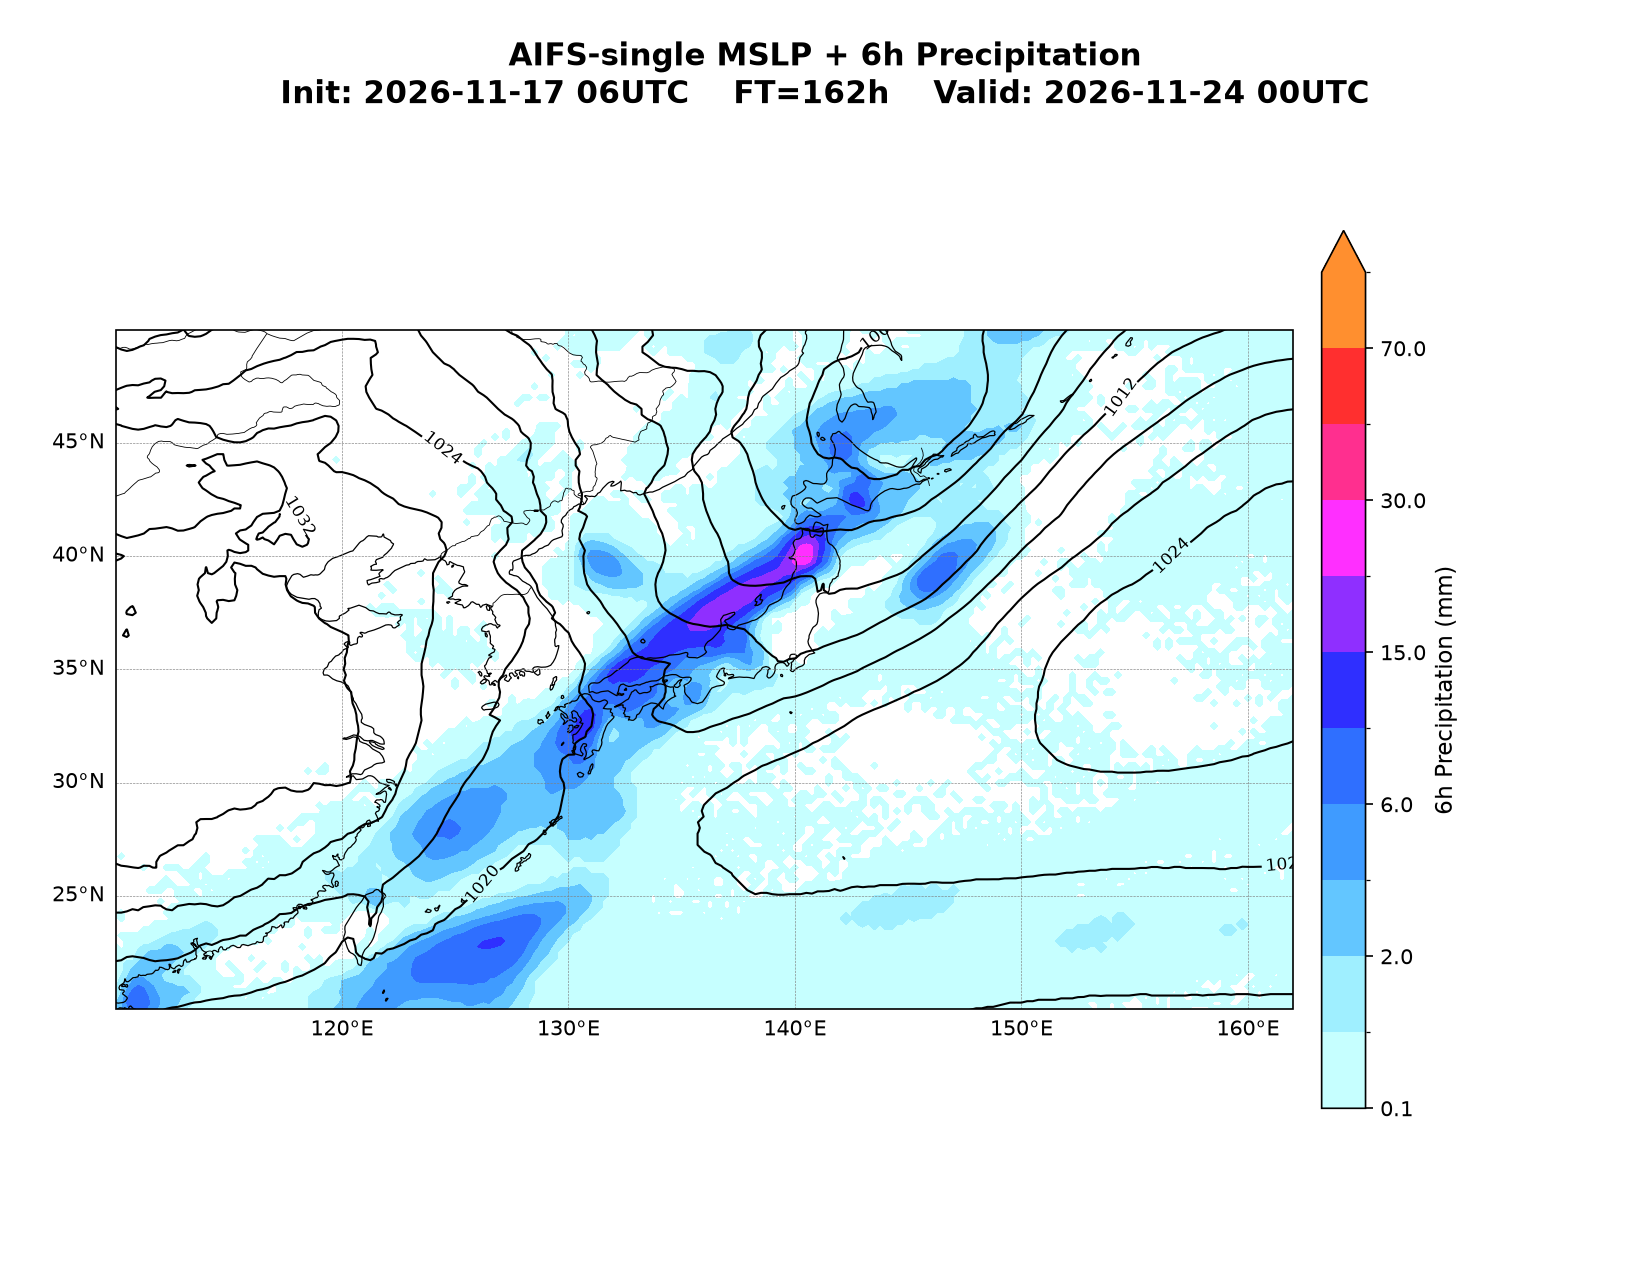 AIFS-single MSLP + 6h Precipitation
Init: 2026-11-17 06UTC    FT=162h    Valid: 2026-11-24 00UTC
1012
1024
1032
1024
1020
45°N
40°N
35°N
30°N
25°N
120°E
130°E
140°E
150°E
160°E
70.0
30.0
15.0
6.0
2.0
0.1
6h Precipitation (mm)